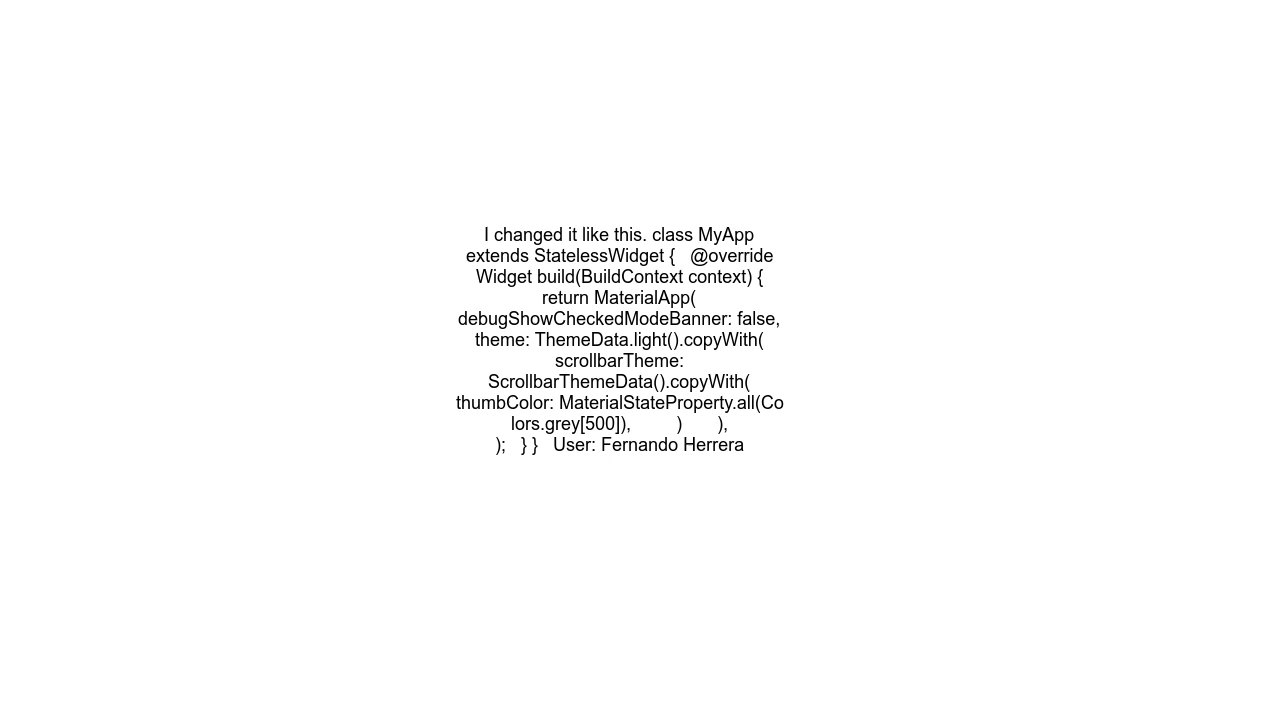 I changed it like this. class MyApp
extends StatelessWidget {   @override
Widget build(BuildContext context) {
return MaterialApp(
debugShowCheckedModeBanner: false,
theme: ThemeData.light().copyWith(
scrollbarTheme:
ScrollbarThemeData().copyWith(
thumbColor: MaterialStateProperty.all(Co
lors.grey[500]),         )       ),
);   } }   User: Fernando Herrera